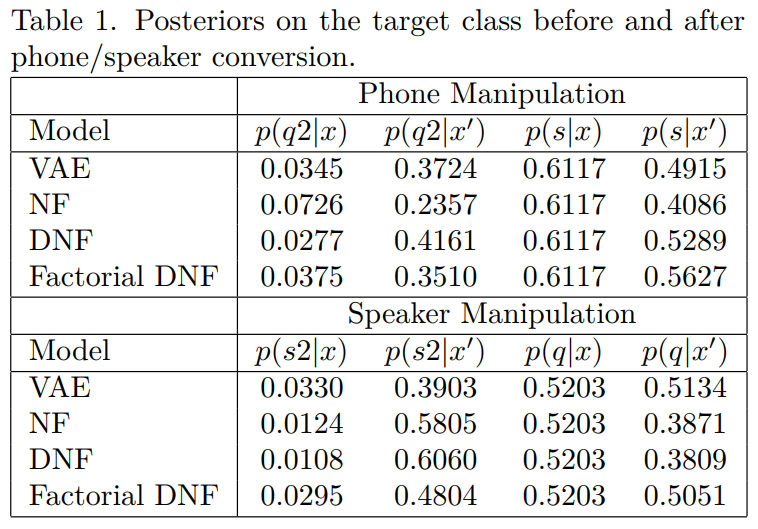 Table 1. Posteriors on the target class before and after
phone/speaker conversion.
Phone Manipulation
Model p(q2|x) p(q2|x′) p(s|x) p(s|x′)
VAE 0.0345 0.3724 0.6117 0.4915
NF 0.0726 0.2357 0.6117 0.4086
DNF 0.0277 0.4161 0.6117 0.5289
Factorial DNF 0.0375 0.3510 0.6117 0.5627
Speaker Manipulation
Model p(s2|x) p(s2|x′) p(q|x) p(q|x′)
VAE 0.0330 0.3903 0.5203 0.5134
NF 0.0124 0.5805 0.5203 0.3871
DNF 0.0108 0.6060 0.5203 0.3809
Factorial DNF 0.0295 0.4804 0.5203 0.5051